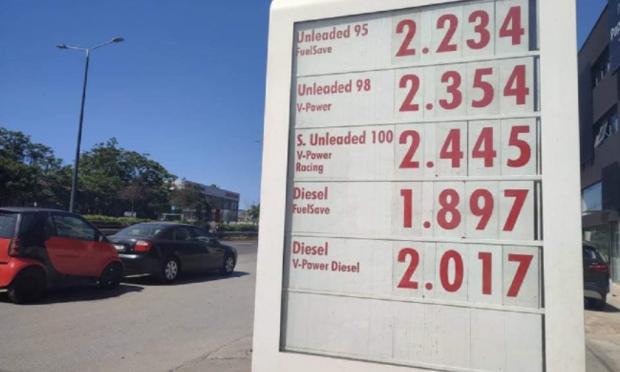 Unleaded 95 2.234
FuelSave
Unleaded 98 2.354
V-Power
S. Unleaded 100 2.445
V-Power
Racing
Diesel 1.897
FuelSave
Diesel 2.017
V-Power Diesel